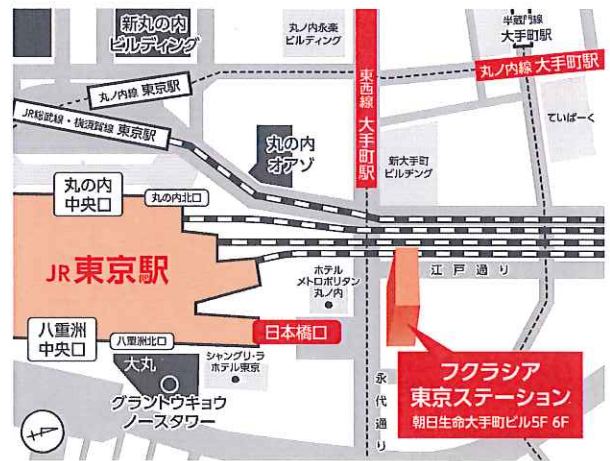 新丸の内
ビルディング
丸ノ内永楽
ビルディング
半蔵門線
大手町駅
丸ノ内線 大手町駅
丸ノ内線 東京駅
東西線 大手町駅
JR総武線・横須賀線 東京駅
ていぱーく
丸の内
オアゾ
新大手町
ビルヂング
丸の内
中央口
丸の内北口
JR 東京駅
ホテル
メトロポリタン
丸ノ内
江戸通り
八重洲
中央口
八重洲北口
日本橋口
大丸
シャングリ・ラ
ホテル東京
グラントウキョウ
ノースタワー
永代通り
フクラシア
東京ステーション
朝日生命大手町ビル5F 6F